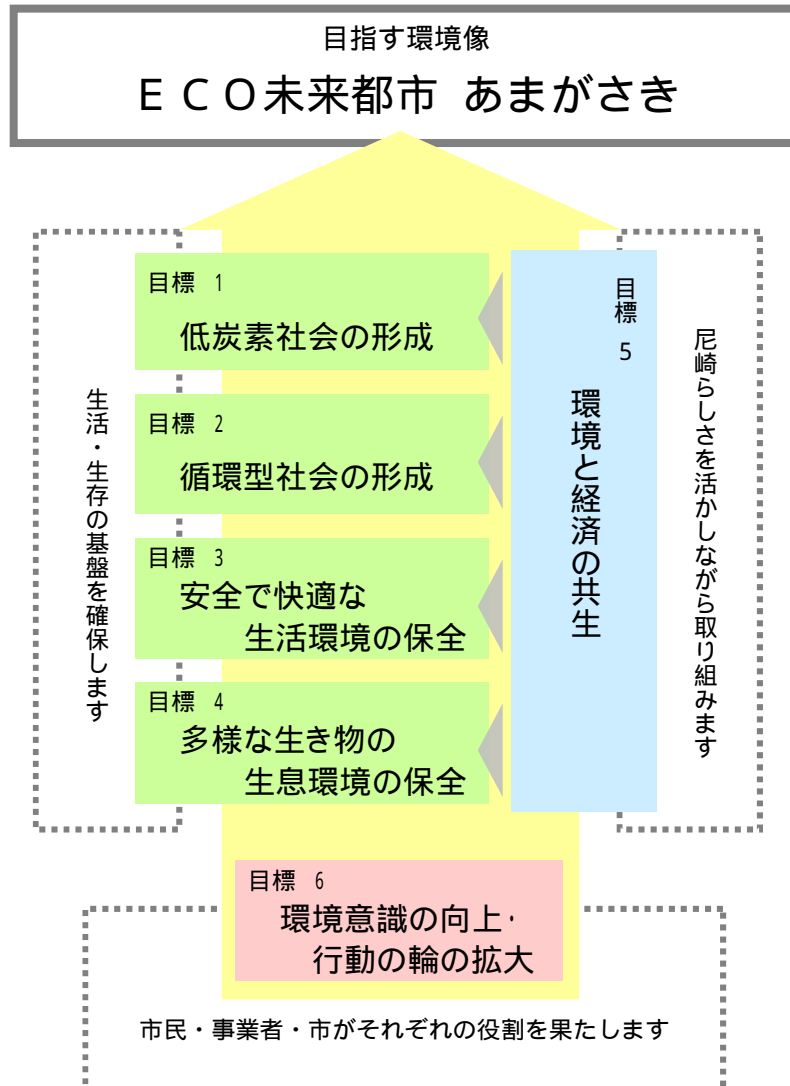 目指す環境像
ＥＣＯ未来都市 あまがさき
生活・生存の基盤を確保します
目標 1
低炭素社会の形成
目標 2
循環型社会の形成
目標 3
安全で快適な
生活環境の保全
目標 4
多様な生き物の
生息環境の保全
目標 5
環境と経済の共生
尼崎らしさを活かしながら取り組みます
目標 6
環境意識の向上・
行動の輪の拡大
市民・事業者・市がそれぞれの役割を果たします